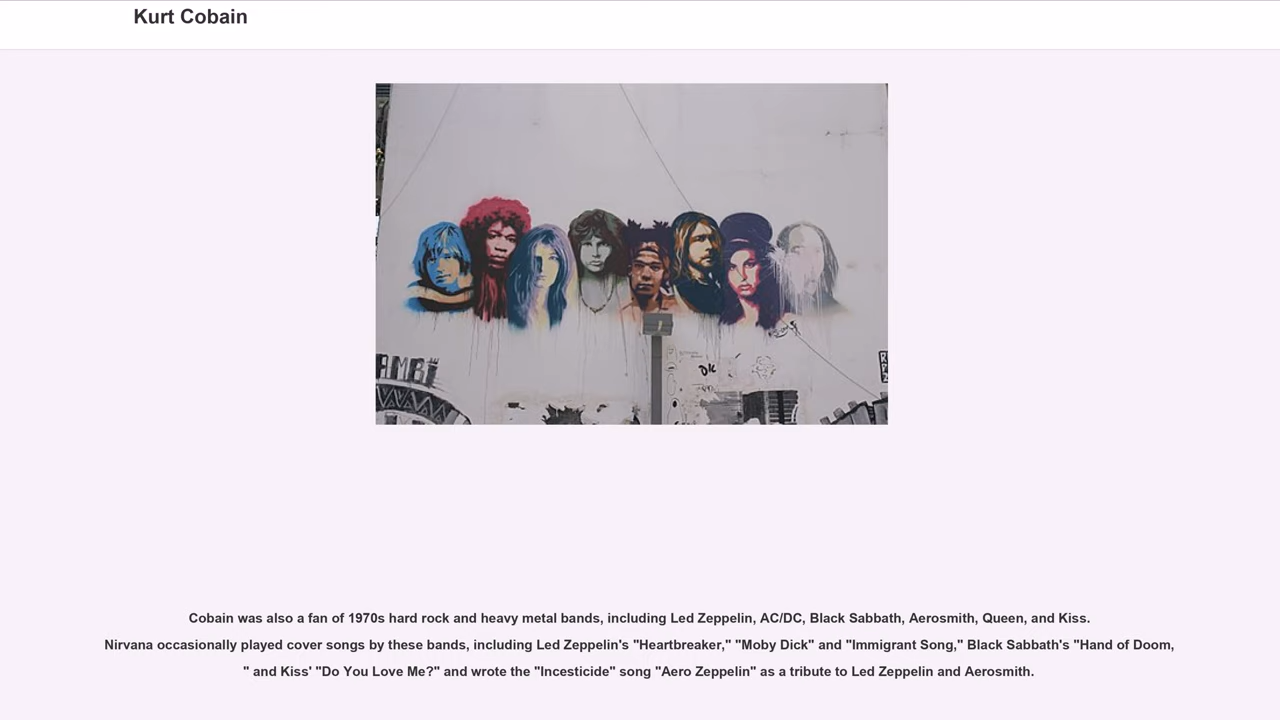 Kurt Cobain
AMBI
Cobain was also a fan of 1970s hard rock and heavy metal bands, including Led Zeppelin, AC/DC, Black Sabbath, Aerosmith, Queen, and Kiss.
Nirvana occasionally played cover songs by these bands, including Led Zeppelin's "Heartbreaker," "Moby Dick" and "Immigrant Song," Black Sabbath's "Hand of Doom,
" and Kiss' "Do You Love Me?" and wrote the "Incesticide" song "Aero Zeppelin" as a tribute to Led Zeppelin and Aerosmith.